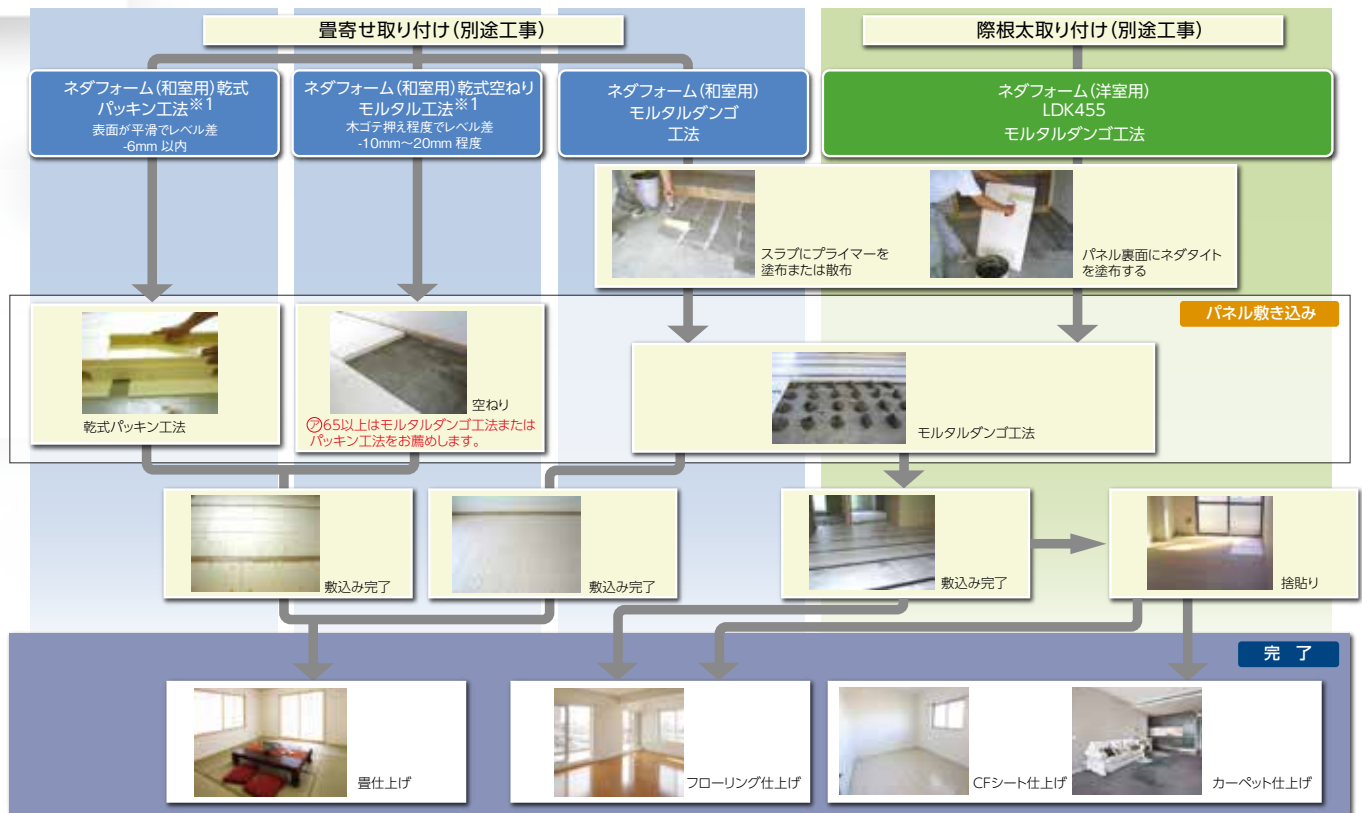 畳寄せ取り付け(別途工事)
際根太取り付け(別途工事)
ネダフォーム(和室用)乾式
パッキン工法※1
表面が平滑でレベル差
-6mm 以内
ネダフォーム(和室用)乾式空ねり
モルタル工法※1
木ゴテ押え程度でレベル差
-10mm〜20mm 程度
ネダフォーム(和室用)
モルタルダンゴ
工法
ネダフォーム(洋室用)
LDK455
モルタルダンゴ工法
スラブにプライマーを
塗布または散布
パネル裏面にネダタイト
を塗布する
パネル敷き込み
乾式パッキン工法
空ねり
㋐65以上はモルタルダンゴ工法または
パッキン工法をお薦めします。
モルタルダンゴ工法
敷込み完了
敷込み完了
敷込み完了
捨貼り
完 了
畳仕上げ
フローリング仕上げ
CFシート仕上げ
カーペット仕上げ